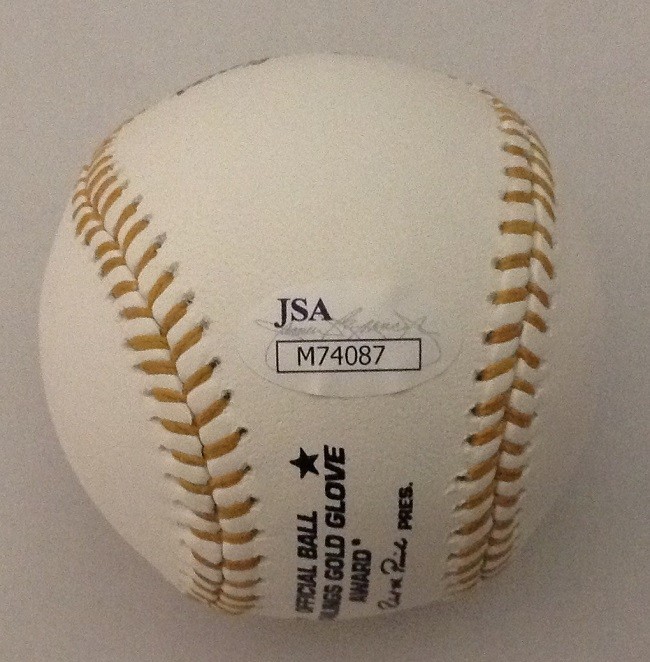 JSA
M74087
★
OFFICIAL BALL
GOLD GLOVE
AWARD
PRES.